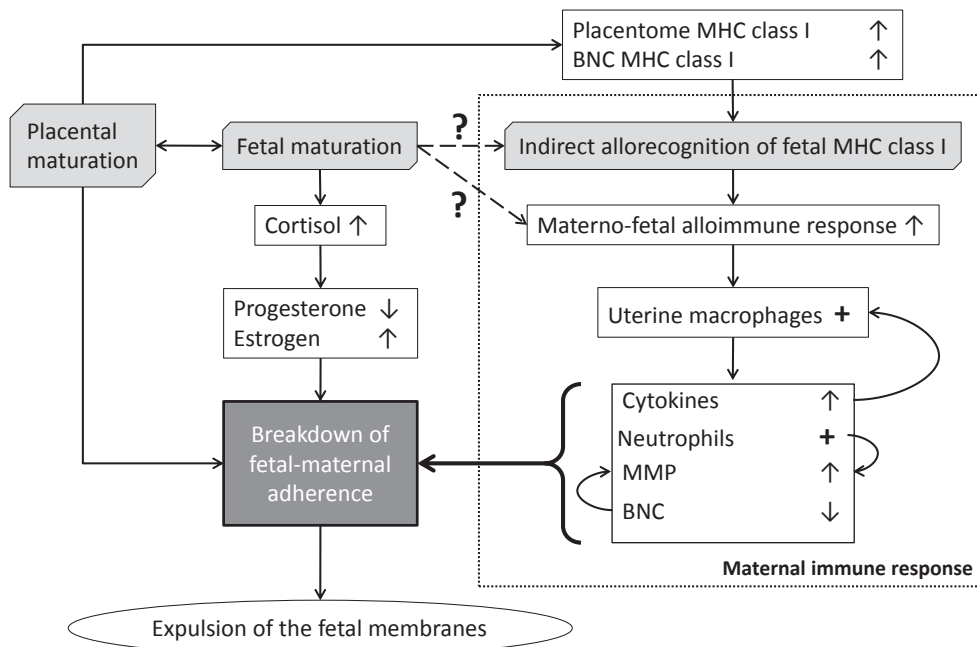 Placentome MHC class I ↑
BNC MHC class I ↑
Placental
maturation
Fetal maturation
?
Indirect allorecognition of fetal MHC class I
?
Cortisol ↑
Materno-fetal alloimmune response ↑
Progesterone ↓
Estrogen ↑
Uterine macrophages +
Breakdown of
fetal-maternal
adherence
Cytokines ↑
Neutrophils +
MMP ↑
BNC ↓
Maternal immune response
Expulsion of the fetal membranes